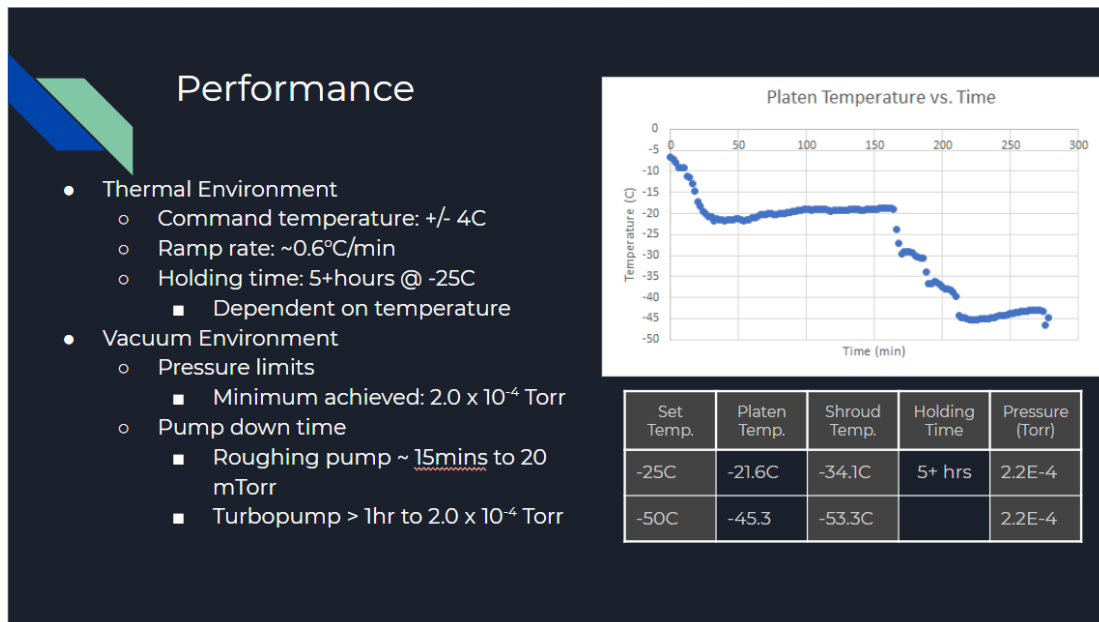 Performance
● Thermal Environment
○ Command temperature: +/- 4C
○ Ramp rate: ~0.6°C/min
○ Holding time: 5+hours @ -25C
■ Dependent on temperature
● Vacuum Environment
○ Pressure limits
■ Minimum achieved: 2.0 x 10⁻⁴ Torr
○ Pump down time
■ Roughing pump ~ 15mins to 20
mTorr
■ Turbopump > 1hr to 2.0 x 10⁻⁴ Torr
Platen Temperature vs. Time
Temperature (C)
0
-5
-10
-15
-20
-25
-30
-35
-40
-45
-50
0 50 100 150 200 250 300
Time (min)
Set Temp. Platen Temp. Shroud Temp. Holding Time Pressure (Torr)
-25C -21.6C -34.1C 5+ hrs 2.2E-4
-50C -45.3 -53.3C 2.2E-4